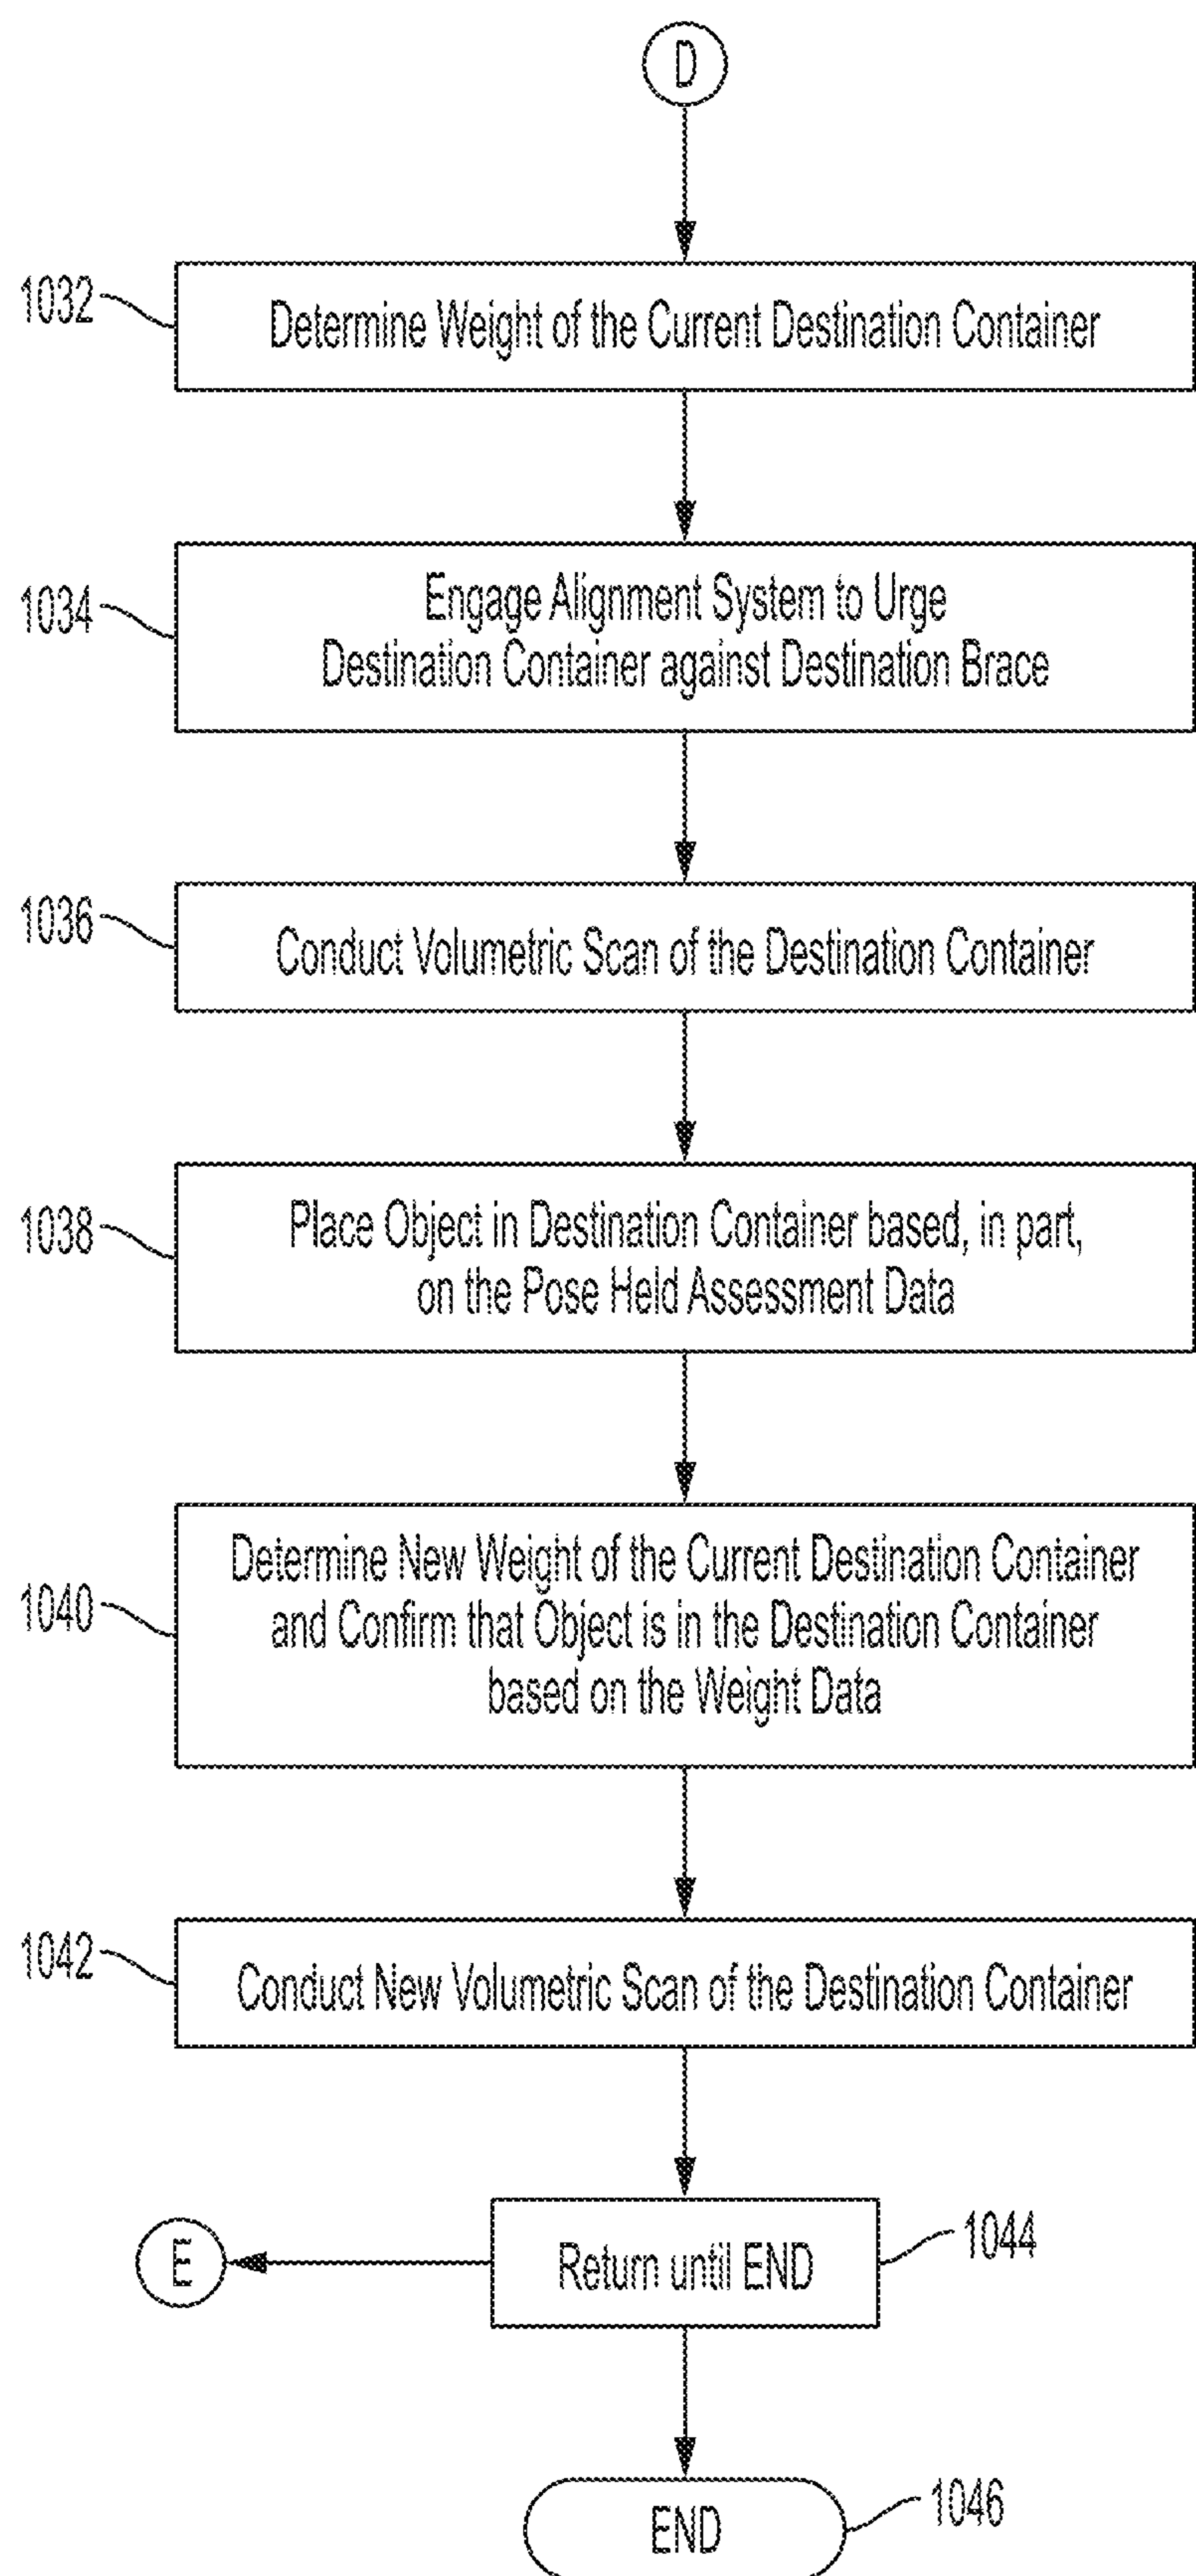 D
1032
Determine Weight of the Current Destination Container
1034
Engage Alignment System to Urge
Destination Container against Destination Brace
1036
Conduct Volumetric Scan of the Destination Container
1038
Place Object in Destination Container based, in part,
on the Pose Held Assessment Data
1040
Determine New Weight of the Current Destination Container
and Confirm that Object is in the Destination Container
based on the Weight Data
1042
Conduct New Volumetric Scan of the Destination Container
E
Return until END
1044
END
1046